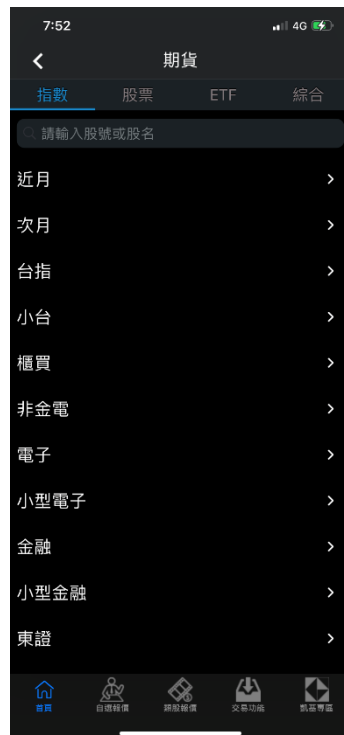 7:52
4G
期貨
指數 股票 ETF 綜合
請輸入股號或股名
近月
次月
台指
小台
櫃買
非金電
電子
小型電子
金融
小型金融
東證
首頁 自選報價 類股報價 交易功能 凱基專區